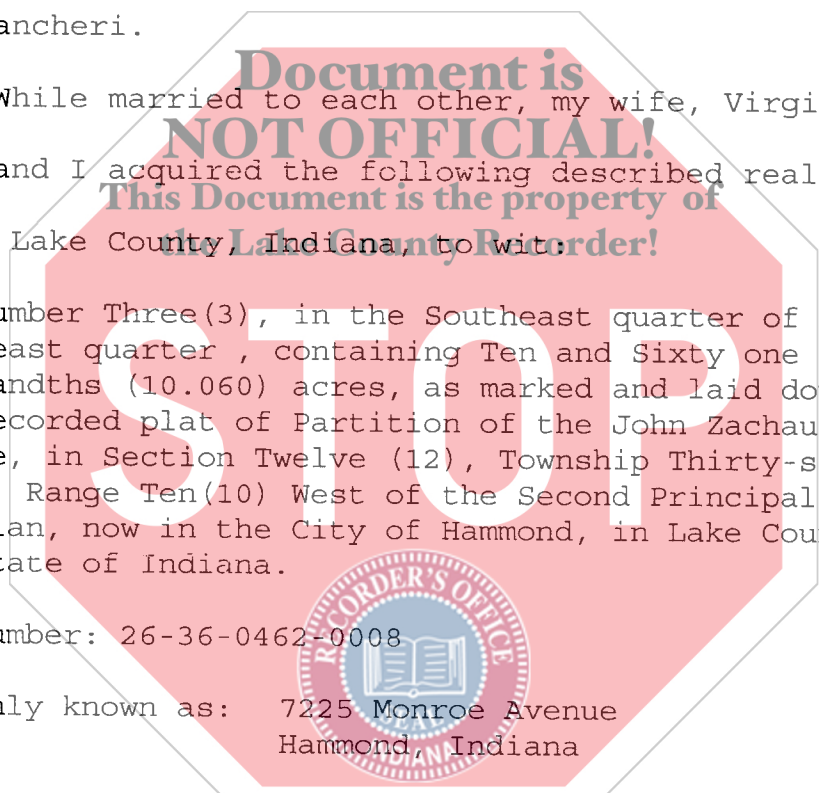 ancheri.
Document is
While married to each other, my wife, Virgi
NOT OFFICIAL!
and I acquired the following described real
This Document is the property of
Lake County, Indiana, to wit:
the Lake County Recorder!
umber Three(3), in the Southeast quarter of
east quarter , containing Ten and Sixty one
andths (10.060) acres, as marked and laid do
ecorded plat of Partition of the John Zachau
e, in Section Twelve (12), Township Thirty-s
Range Ten(10) West of the Second Principal
ian, now in the City of Hammond, in Lake Cou
tate of Indiana.
STOP
umber: 26-36-0462-0008
nly known as: 7225 Monroe Avenue
Hammond, Indiana
RECORDER'S OFFICE
SEAL
INDIANA